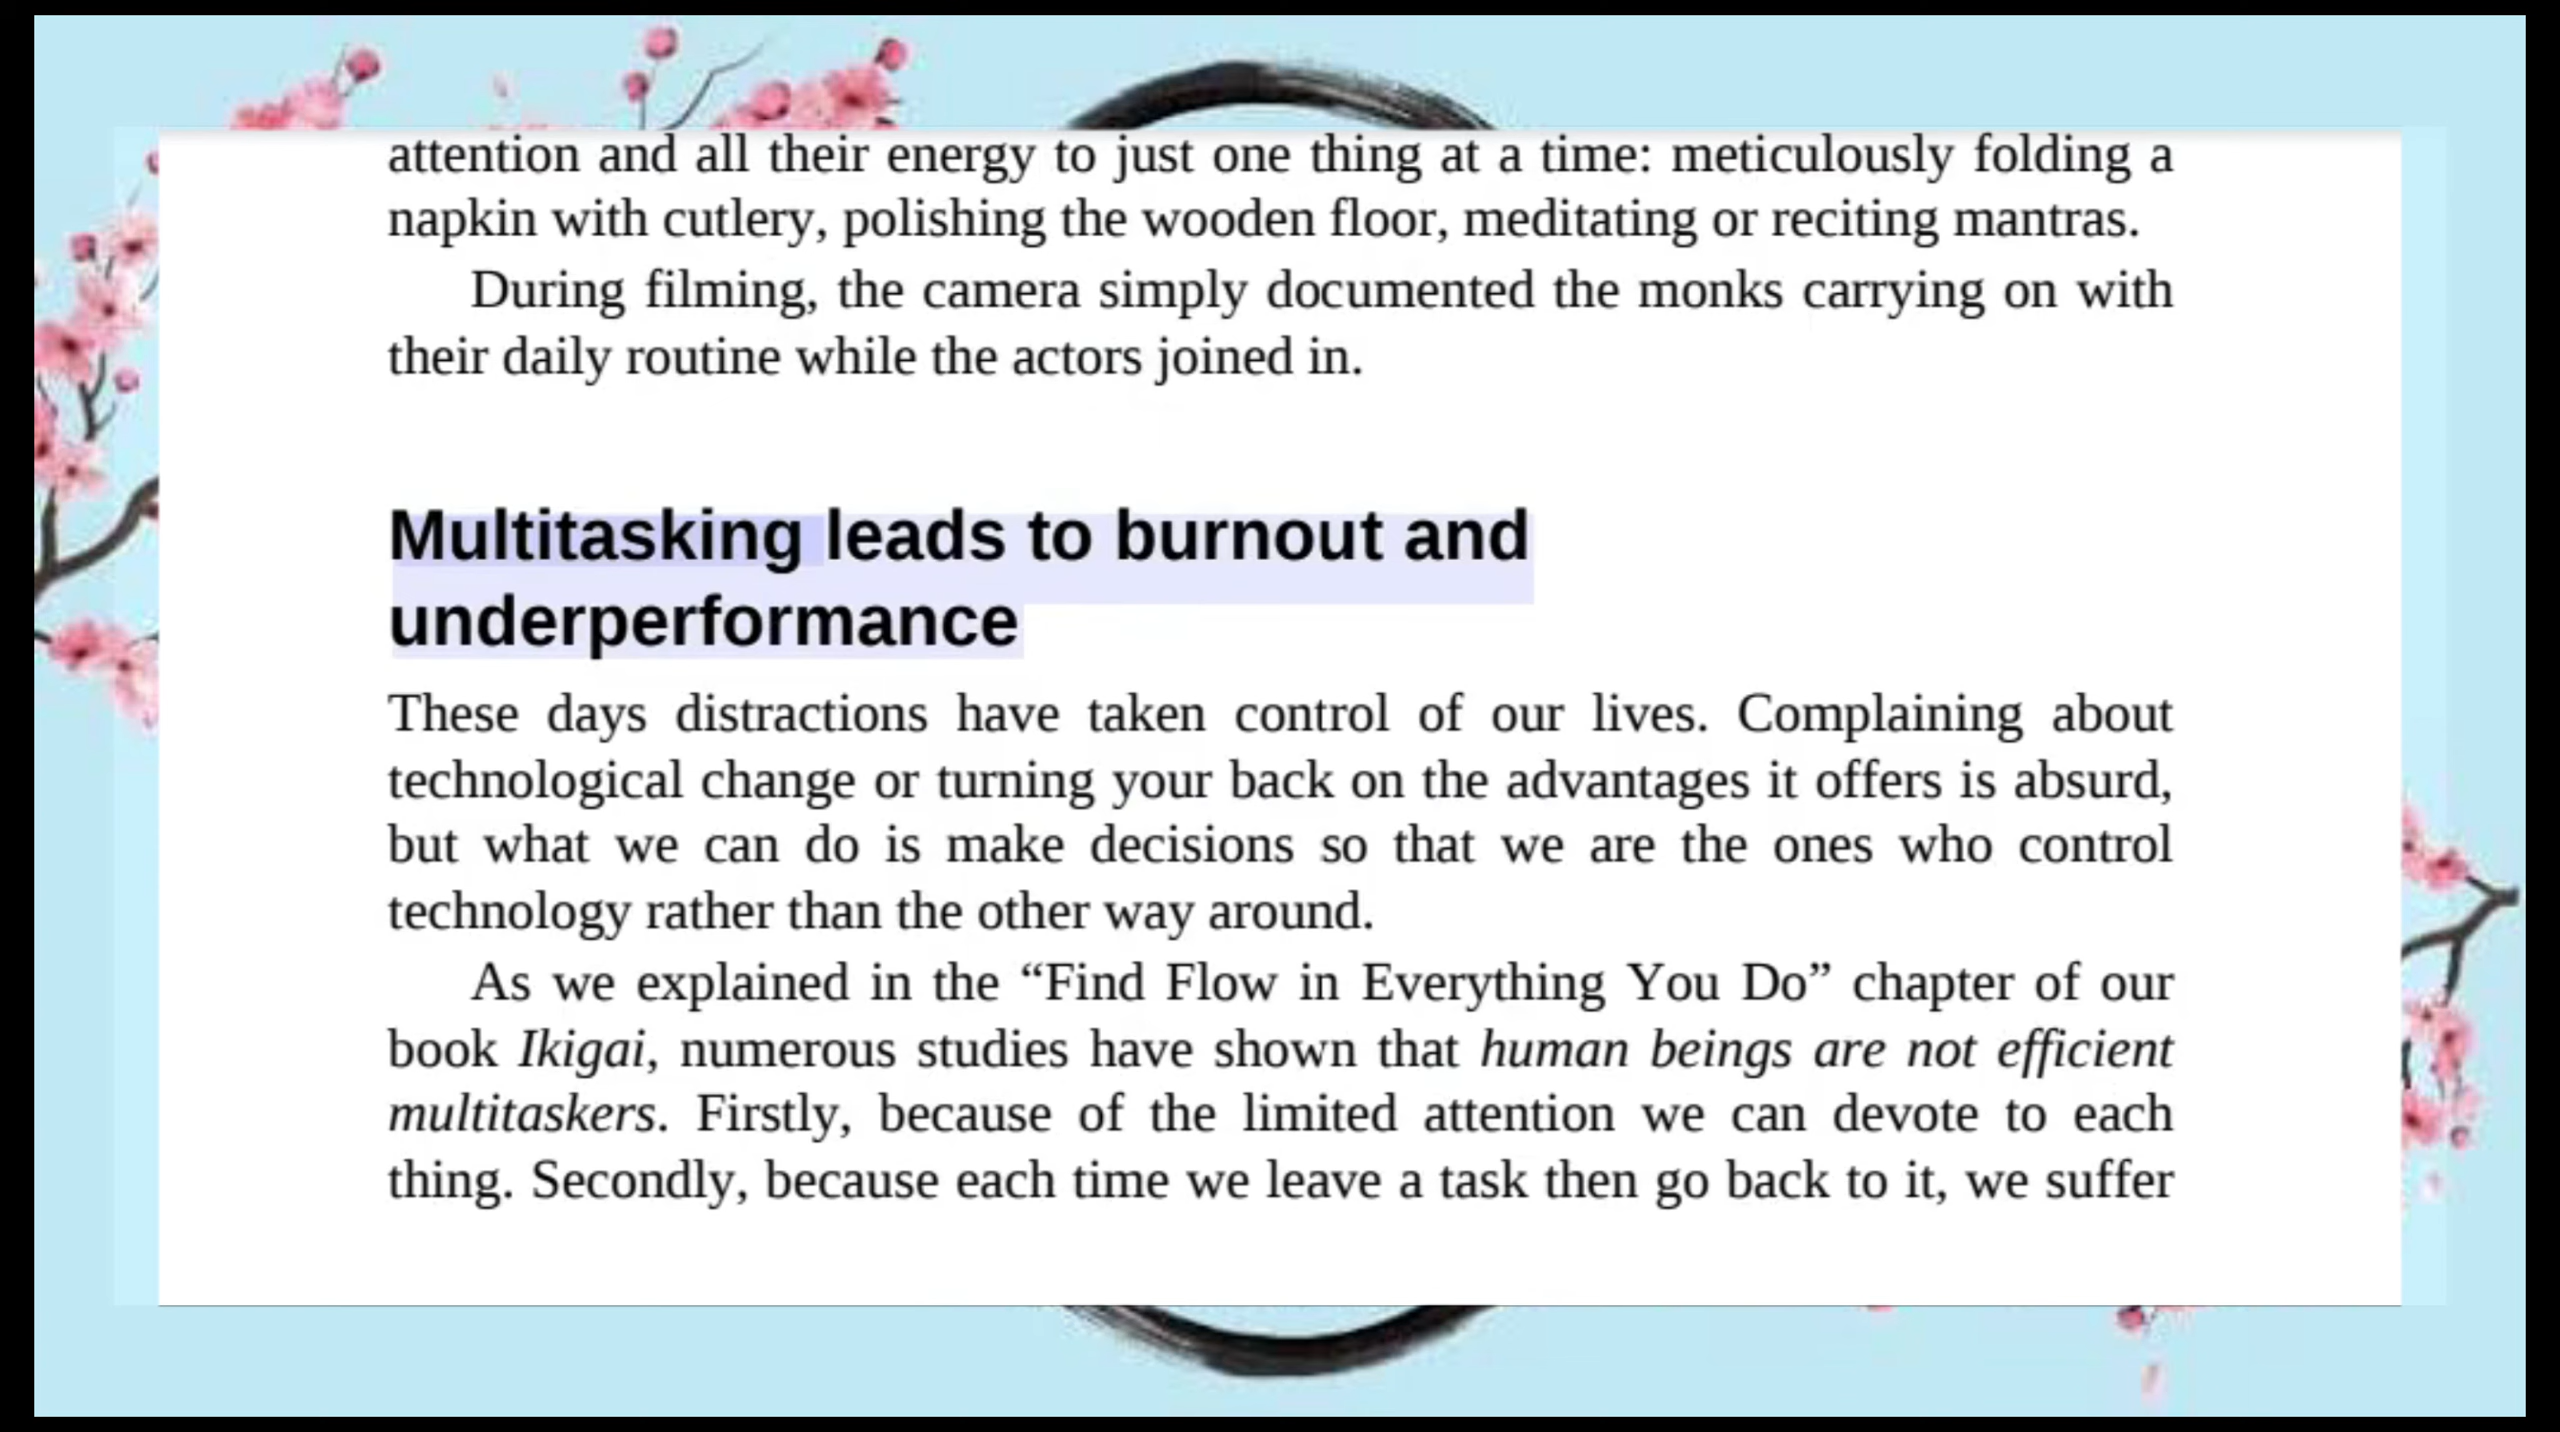 attention and all their energy to just one thing at a time: meticulously folding a
napkin with cutlery, polishing the wooden floor, meditating or reciting mantras.
During filming, the camera simply documented the monks carrying on with
their daily routine while the actors joined in.
Multitasking leads to burnout and
underperformance
These days distractions have taken control of our lives. Complaining about
technological change or turning your back on the advantages it offers is absurd,
but what we can do is make decisions so that we are the ones who control
technology rather than the other way around.
As we explained in the “Find Flow in Everything You Do” chapter of our
book Ikigai, numerous studies have shown that human beings are not efficient
multitaskers. Firstly, because of the limited attention we can devote to each
thing. Secondly, because each time we leave a task then go back to it, we suffer